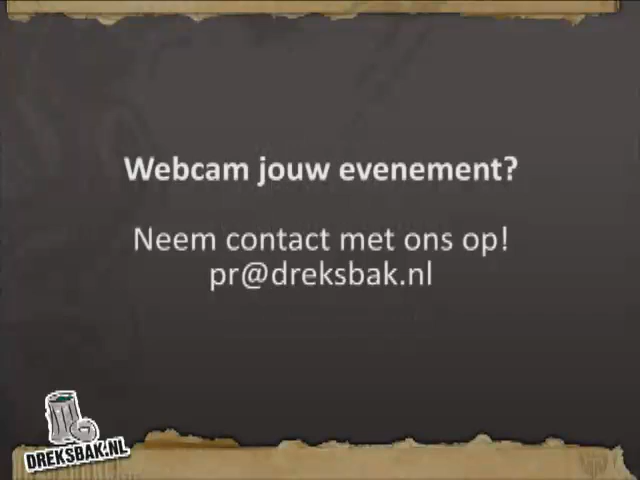 Webcam jouw evenement?
Neem contact met ons op!
pr@dreksbak.nl
DREKSBAK.NL